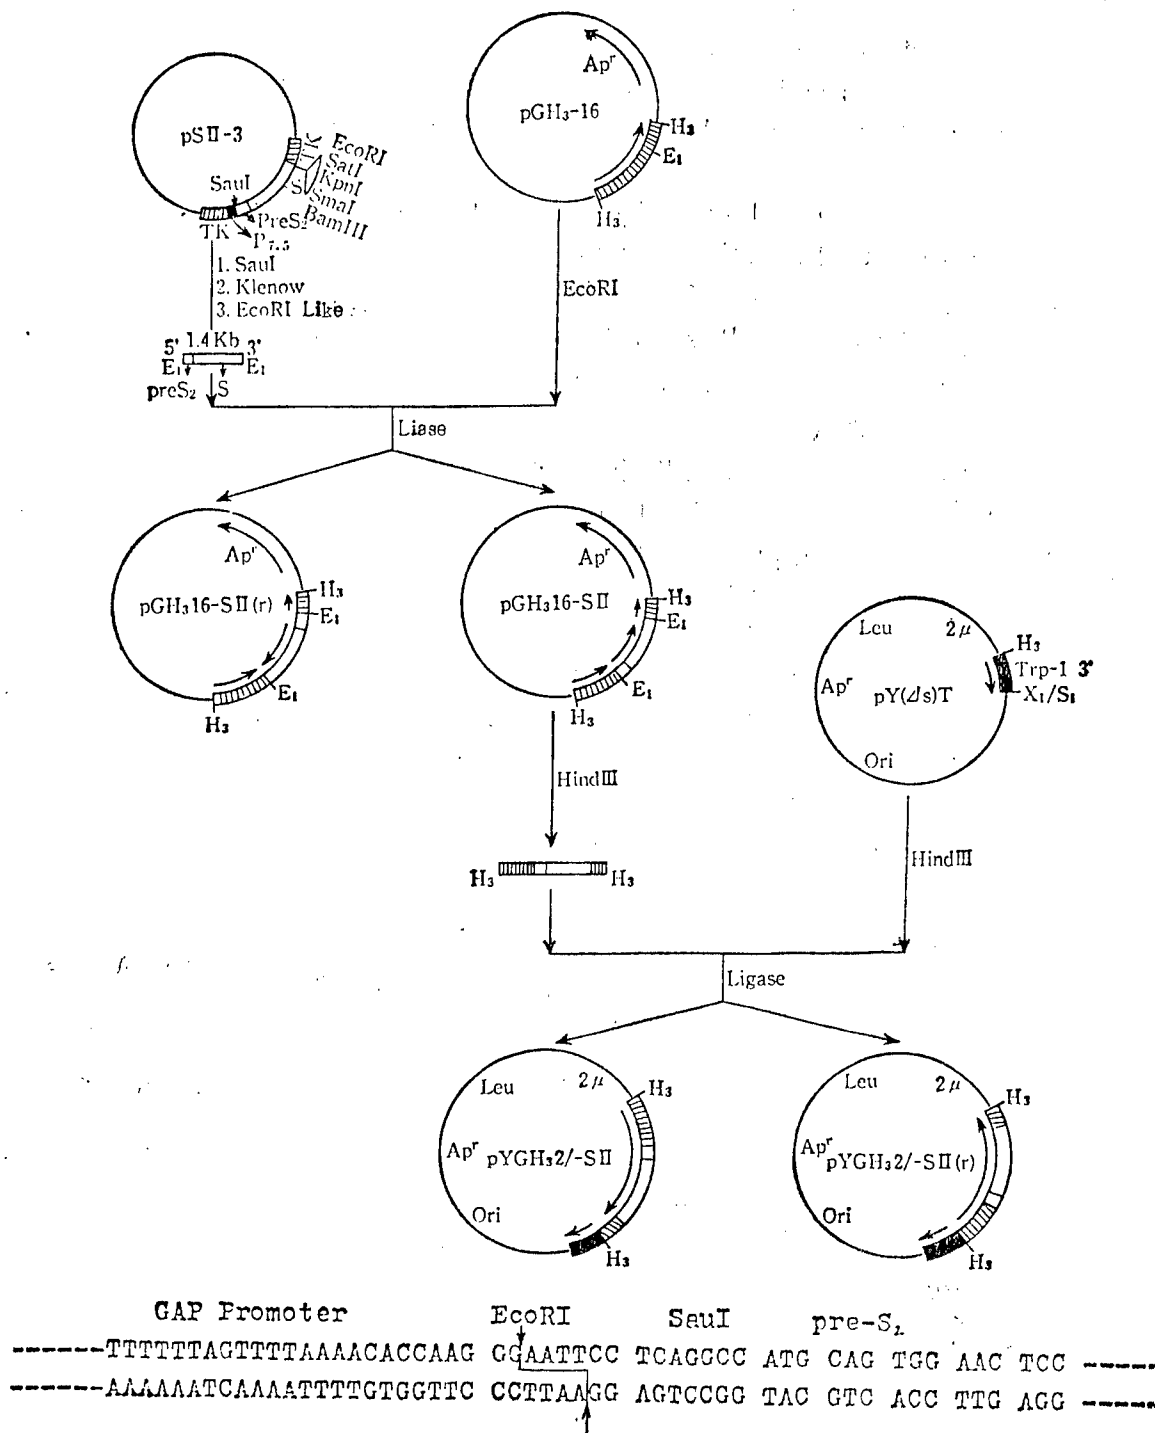 pSⅡ-3
SauI
TK
EcoRI
SatI
KpnI
SmaI
BamIII
S
PreS₂
P₇.₅
TK
1. SauI
2. Klenow
3. EcoRI Like
1.4 Kb
5' 3'
E₁ E₁
preS₂ S
Apʳ
pGH₃-16
H₃
E₁
H₃
EcoRI
Liase
Apʳ
pGH₃16-SⅡ(r)
H₃
E₁
E₁
H₃
Apʳ
pGH₃16-SⅡ
H₃
E₁
E₁
H₃
HindⅢ
H₃ H₃
Leu 2μ
H₃
Trp-1 3'
X₁/S₁
Apʳ pY(⊿s)T
Ori
HindⅢ
Ligase
Leu 2μ
H₃
Apʳ pYGH₃2/-SⅡ
Ori
H₃
Leu 2μ
H₃
Apʳ pYGH₃2/-SⅡ(r)
Ori
H₃
GAP Promoter EcoRI SauI pre-S₂
------TTTTTTAGTTTTAAAACACCAAG GGAATTCC TCAGGCC ATG CAG TGG AAC TCC -----
------AAAAAATCAAAATTTTGTGGTTC CCTTAAGG AGTCCGG TAC GTC ACC TTG AGG -----